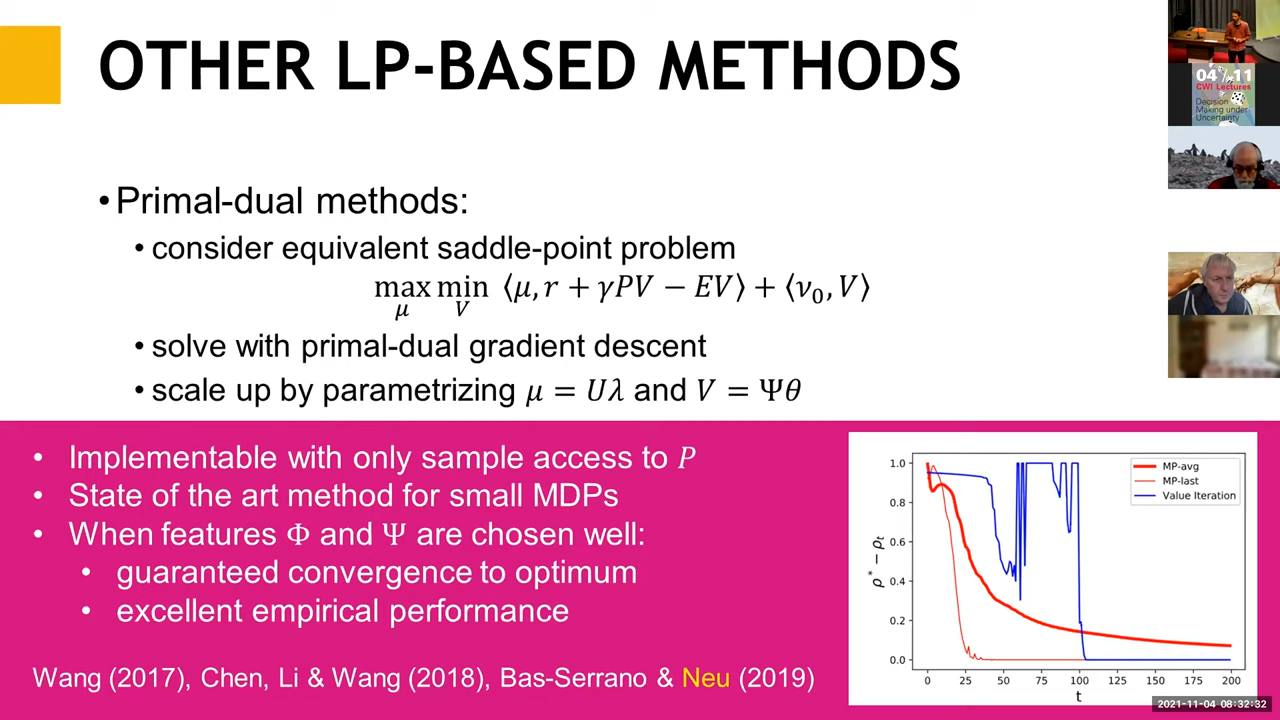 OTHER LP-BASED METHODS
04/11
CWI Lectures
Decision
Making under
Uncertainty
•Primal-dual methods:
•consider equivalent saddle-point problem
max min ⟨μ, r + γPV − EV⟩ + ⟨ν₀, V⟩
μ V
•solve with primal-dual gradient descent
•scale up by parametrizing μ = Uλ and V = Ψθ
• Implementable with only sample access to P
• State of the art method for small MDPs
• When features Φ and Ψ are chosen well:
• guaranteed convergence to optimum
• excellent empirical performance
Wang (2017), Chen, Li & Wang (2018), Bas-Serrano & Neu (2019)
MP-avg
MP-last
Value Iteration
1.0
0.8
0.6
0.4
0.2
0.0
ρ* − ρt
0 25 50 75 100 125 150 175 200
t
2021-11-04 08:32:32